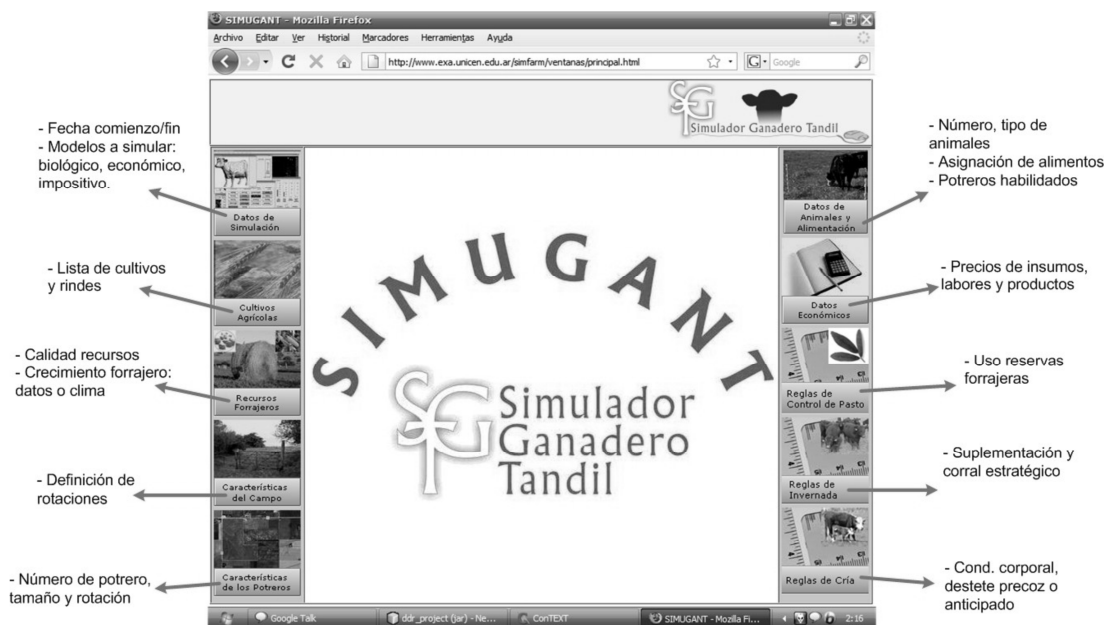 SIMUGANT - Mozilla Firefox
Archivo Editar Ver Historial Marcadores Herramientas Ayuda
http://www.exa.unicen.edu.ar/simfarm/ventanas/principal.html
G Google
SG
Simulador Ganadero Tandil
- Fecha comienzo/fin
- Modelos a simular:
biológico, económico,
impositivo.
Datos de
Simulación
- Lista de cultivos
y rindes
Cultivos
Agrícolas
- Calidad recursos
- Crecimiento forrajero:
datos o clima
Recursos
Forrajeros
- Definición de
rotaciones
Características
del Campo
- Número de potrero,
tamaño y rotación
Características
de los Potreros
SIMUGANT
SG
Simulador
Ganadero
Tandil
- Número, tipo de
animales
- Asignación de alimentos
- Potreros habilidados
Datos de
Animales y
Alimentación
- Precios de insumos,
labores y productos
Datos
Económicos
- Uso reservas
forrajeras
Reglas de
Control de Pasto
- Suplementación y
corral estratégico
Reglas de
Invernada
- Cond. corporal,
destete precoz o
anticipado
Reglas de Cría
Google Talk
ddr_project (jar) - Ne...
ConTEXT
SIMUGANT - Mozilla Fi...
2:16